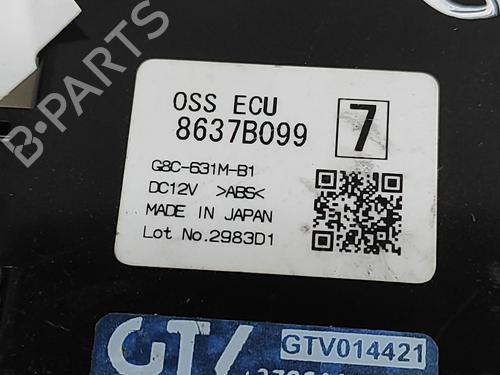 OSS ECU
8637B099
7
G8C-631M-B1
DC12V >ABS<
MADE IN JAPAN
Lot No.2983D1
B-PARTS
GTV014421